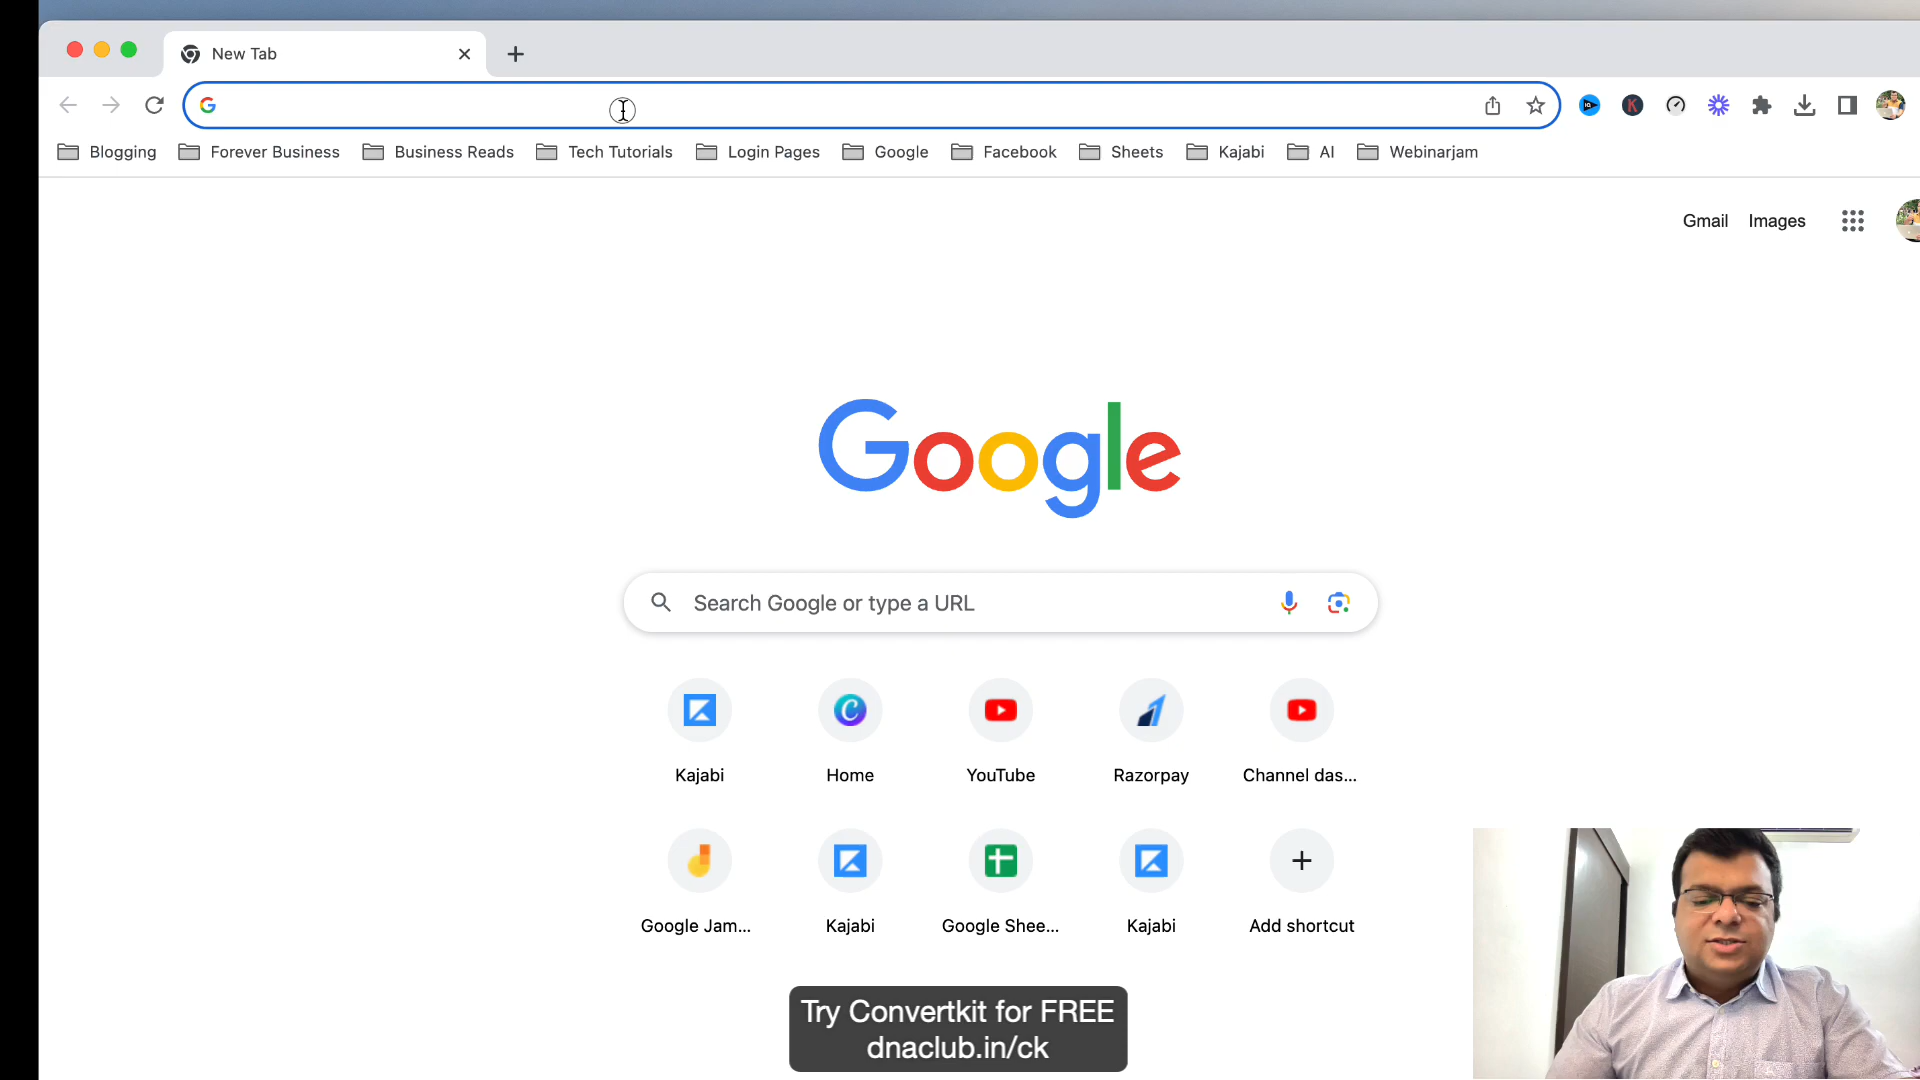 New Tab
Blogging Forever Business Business Reads Tech Tutorials Login Pages Google Facebook Sheets Kajabi AI Webinarjam
Gmail Images
Google
Search Google or type a URL
Kajabi Home YouTube Razorpay Channel das...
Google Jam... Kajabi Google Shee... Kajabi Add shortcut
Try Convertkit for FREE
dnaclub.in/ck